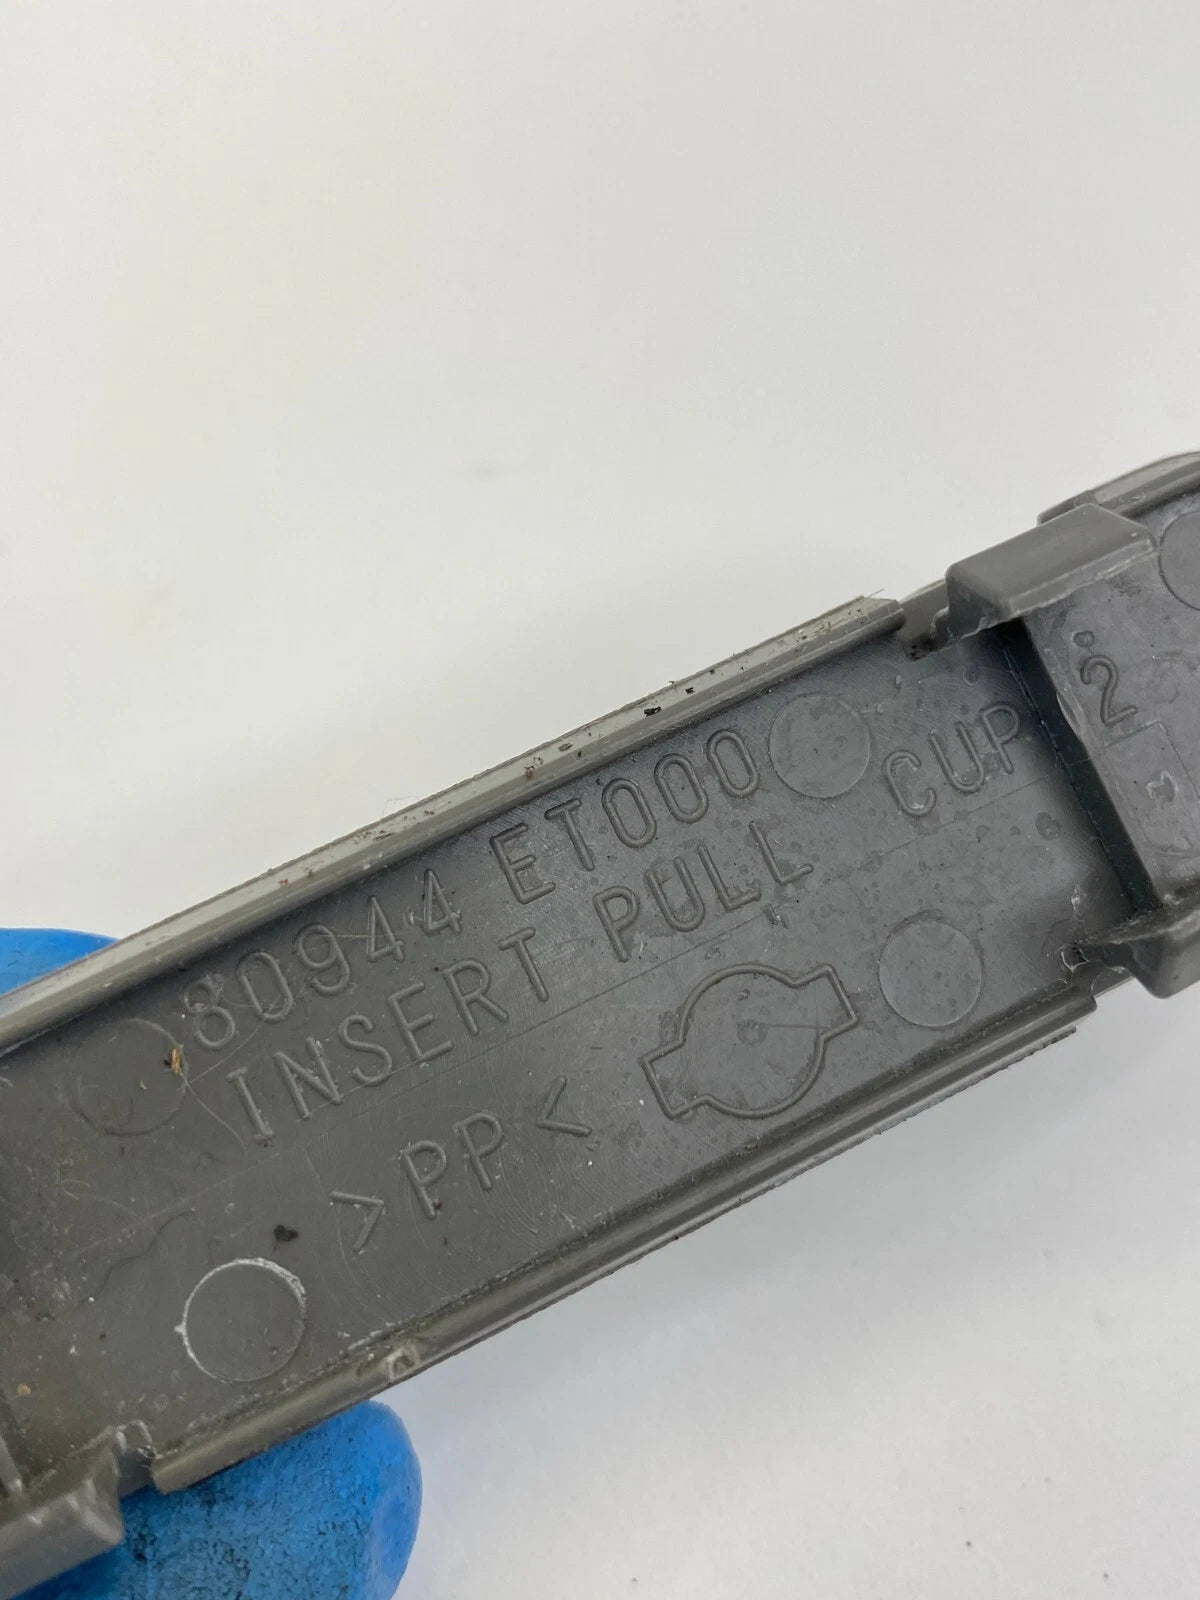 80944 ET000
INSERT PULL CUP
>PP<
2